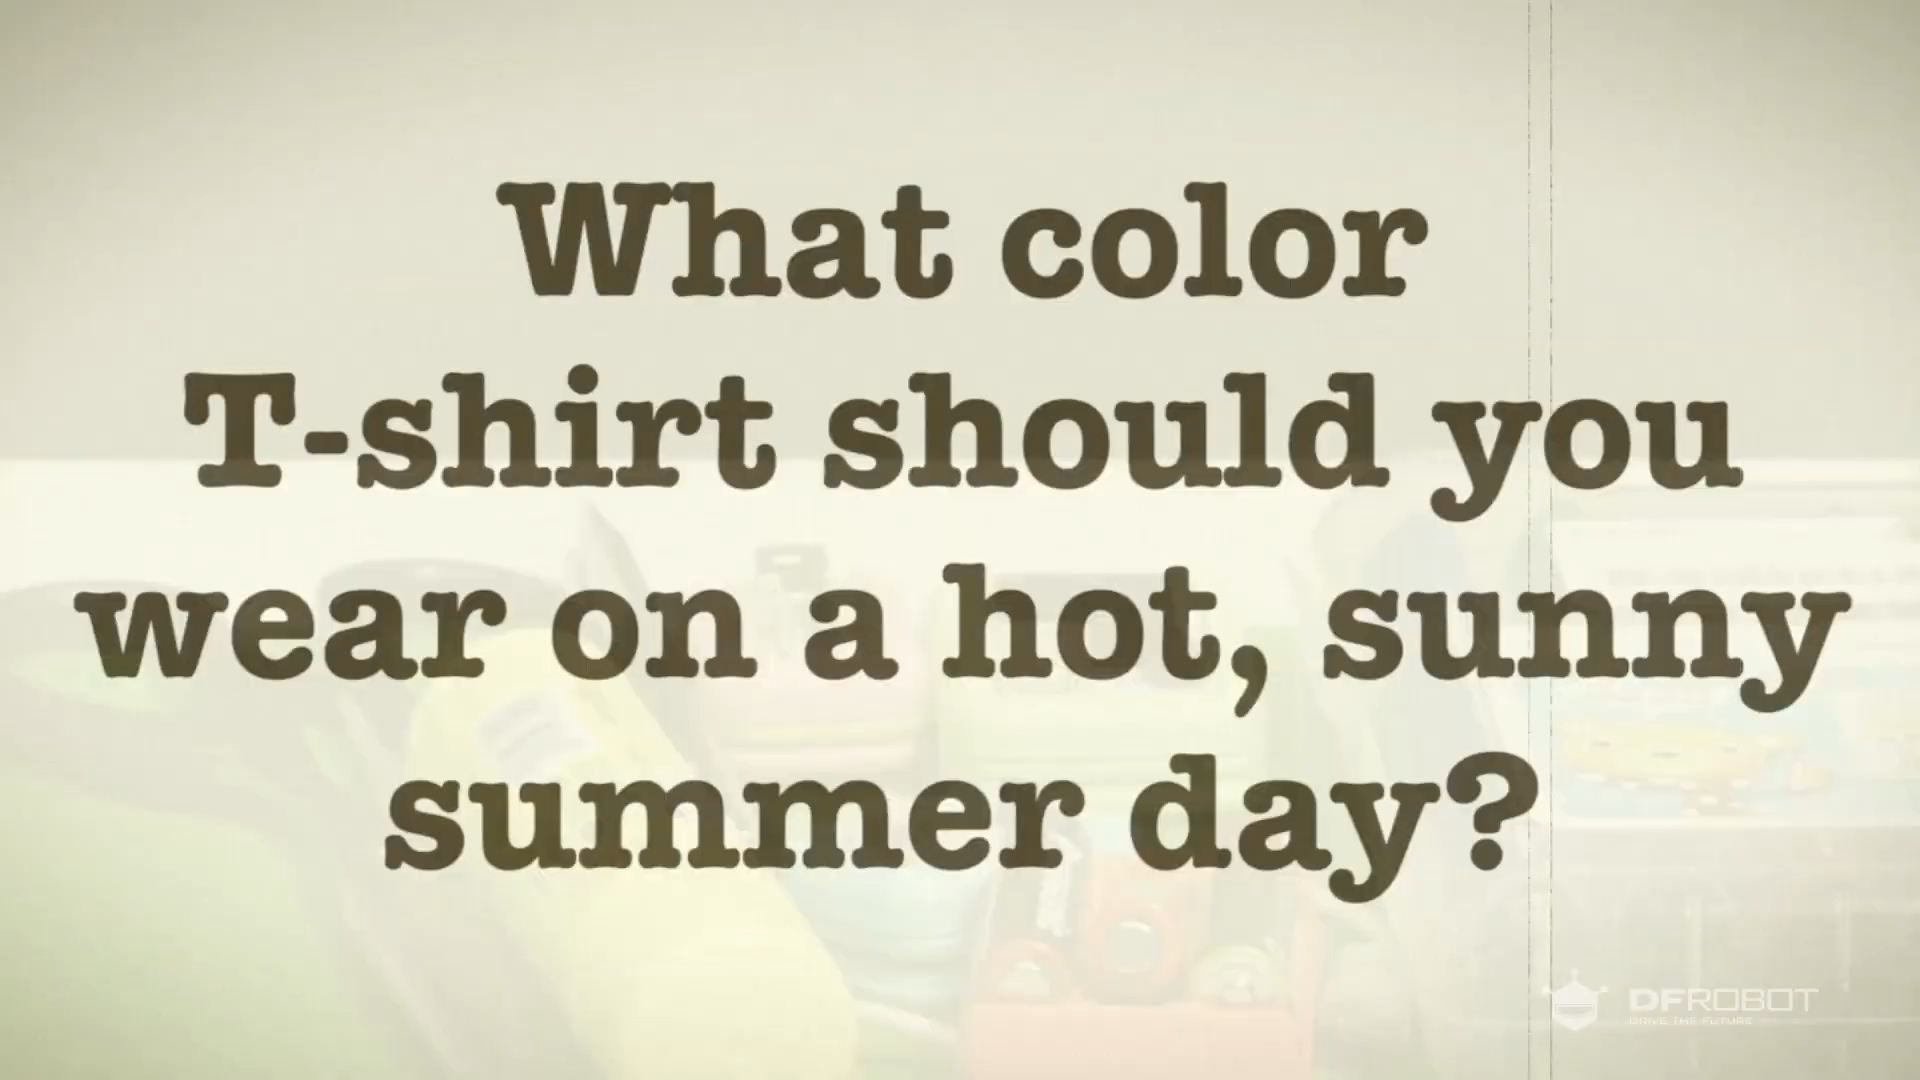 What color
T-shirt should you
wear on a hot, sunny
summer day?
DFROBOT
DRIVE THE FUTURE